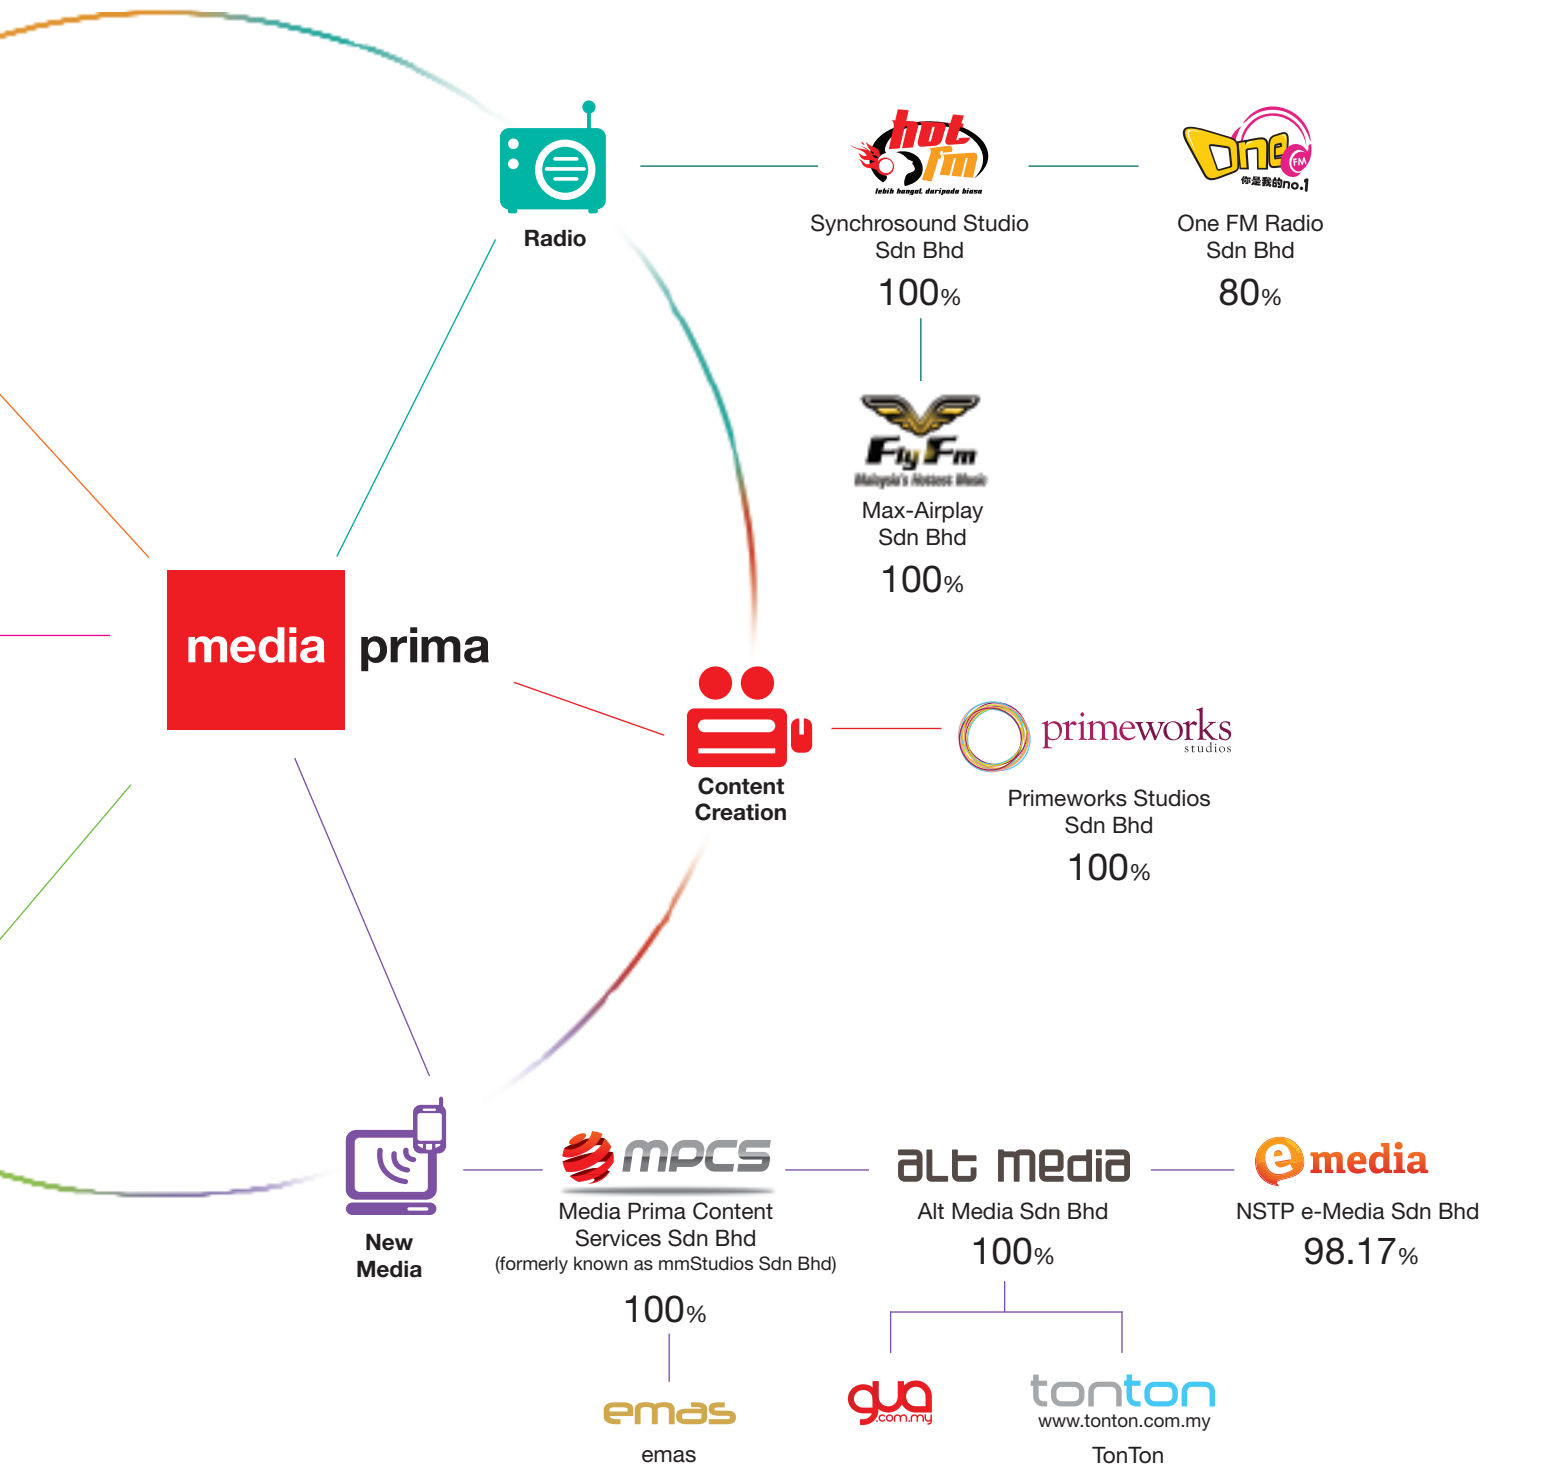 hot
fm
lebih hangat daripada biasa
One
FM
你是我的no.1
Radio
Synchrosound Studio
Sdn Bhd
100%
One FM Radio
Sdn Bhd
80%
Fly Fm
Malaysia's Hottest Music
Max-Airplay
Sdn Bhd
100%
media prima
Content
Creation
primeworks
studios
Primeworks Studios
Sdn Bhd
100%
New
Media
mpcs
Media Prima Content
Services Sdn Bhd
(formerly known as mmStudios Sdn Bhd)
100%
emas
emas
alt media
Alt Media Sdn Bhd
100%
gua
.com.my
tonton
www.tonton.com.my
TonTon
e media
NSTP e-Media Sdn Bhd
98.17%